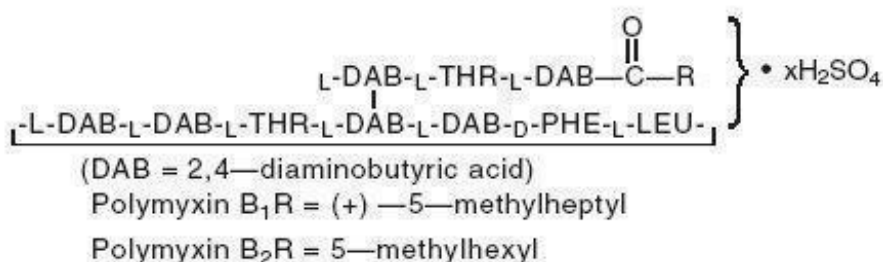 O
L-DAB-L-THR-L-DAB—C—R
• xH₂SO₄
-L-DAB-L-DAB-L-THR-L-DAB-L-DAB-D-PHE-L-LEU-
(DAB = 2,4—diaminobutyric acid)
Polymyxin B₁R = (+) —5—methylheptyl
Polymyxin B₂R = 5—methylhexyl